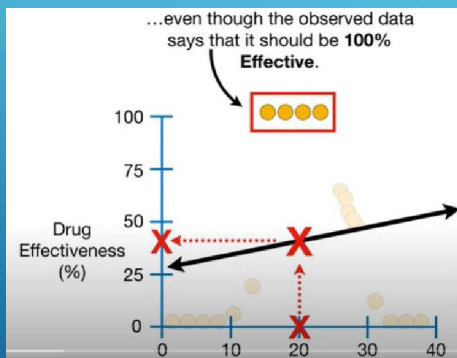 ...even though the observed data
says that it should be 100%
Effective.
100
75
50
25
0
Drug
Effectiveness
(%)
0 10 20 30 40